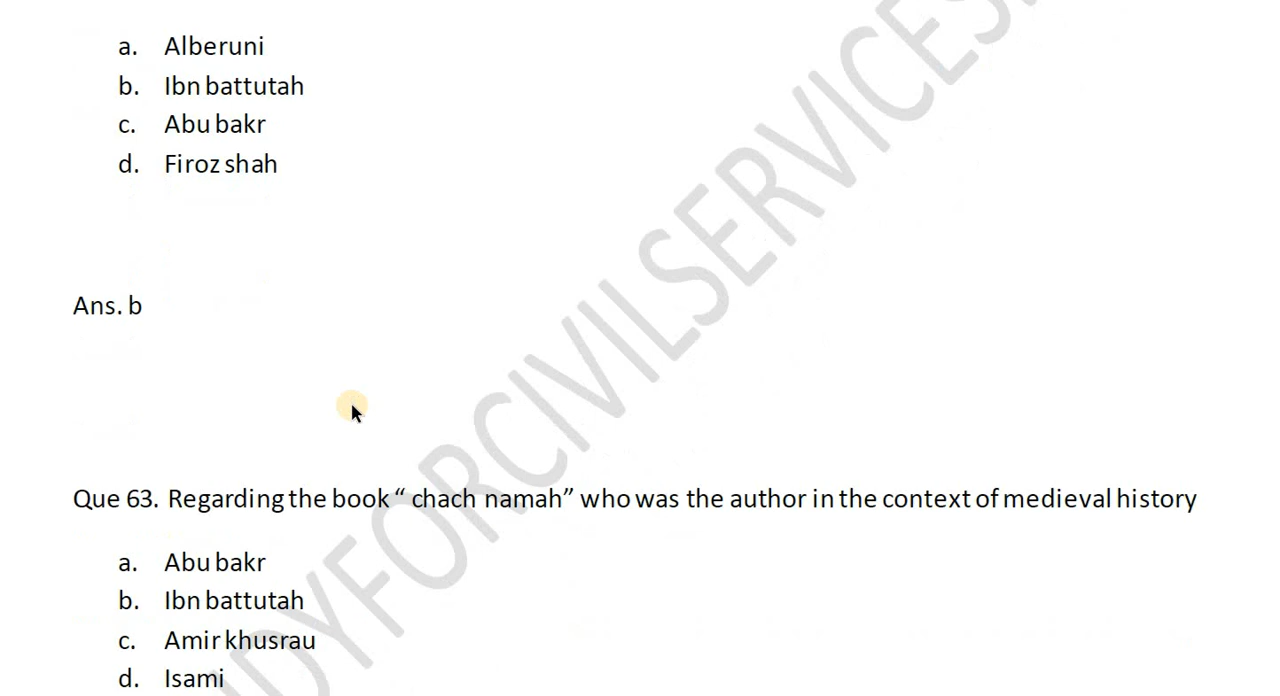 a. Alberuni
b. Ibn battutah
c. Abu bakr
d. Firoz shah
Ans. b
Que 63. Regarding the book “ chach namah” who was the author in the context of medieval history
a. Abu bakr
b. Ibn battutah
c. Amir khusrau
d. Isami
DYFORCIVILSERVICES